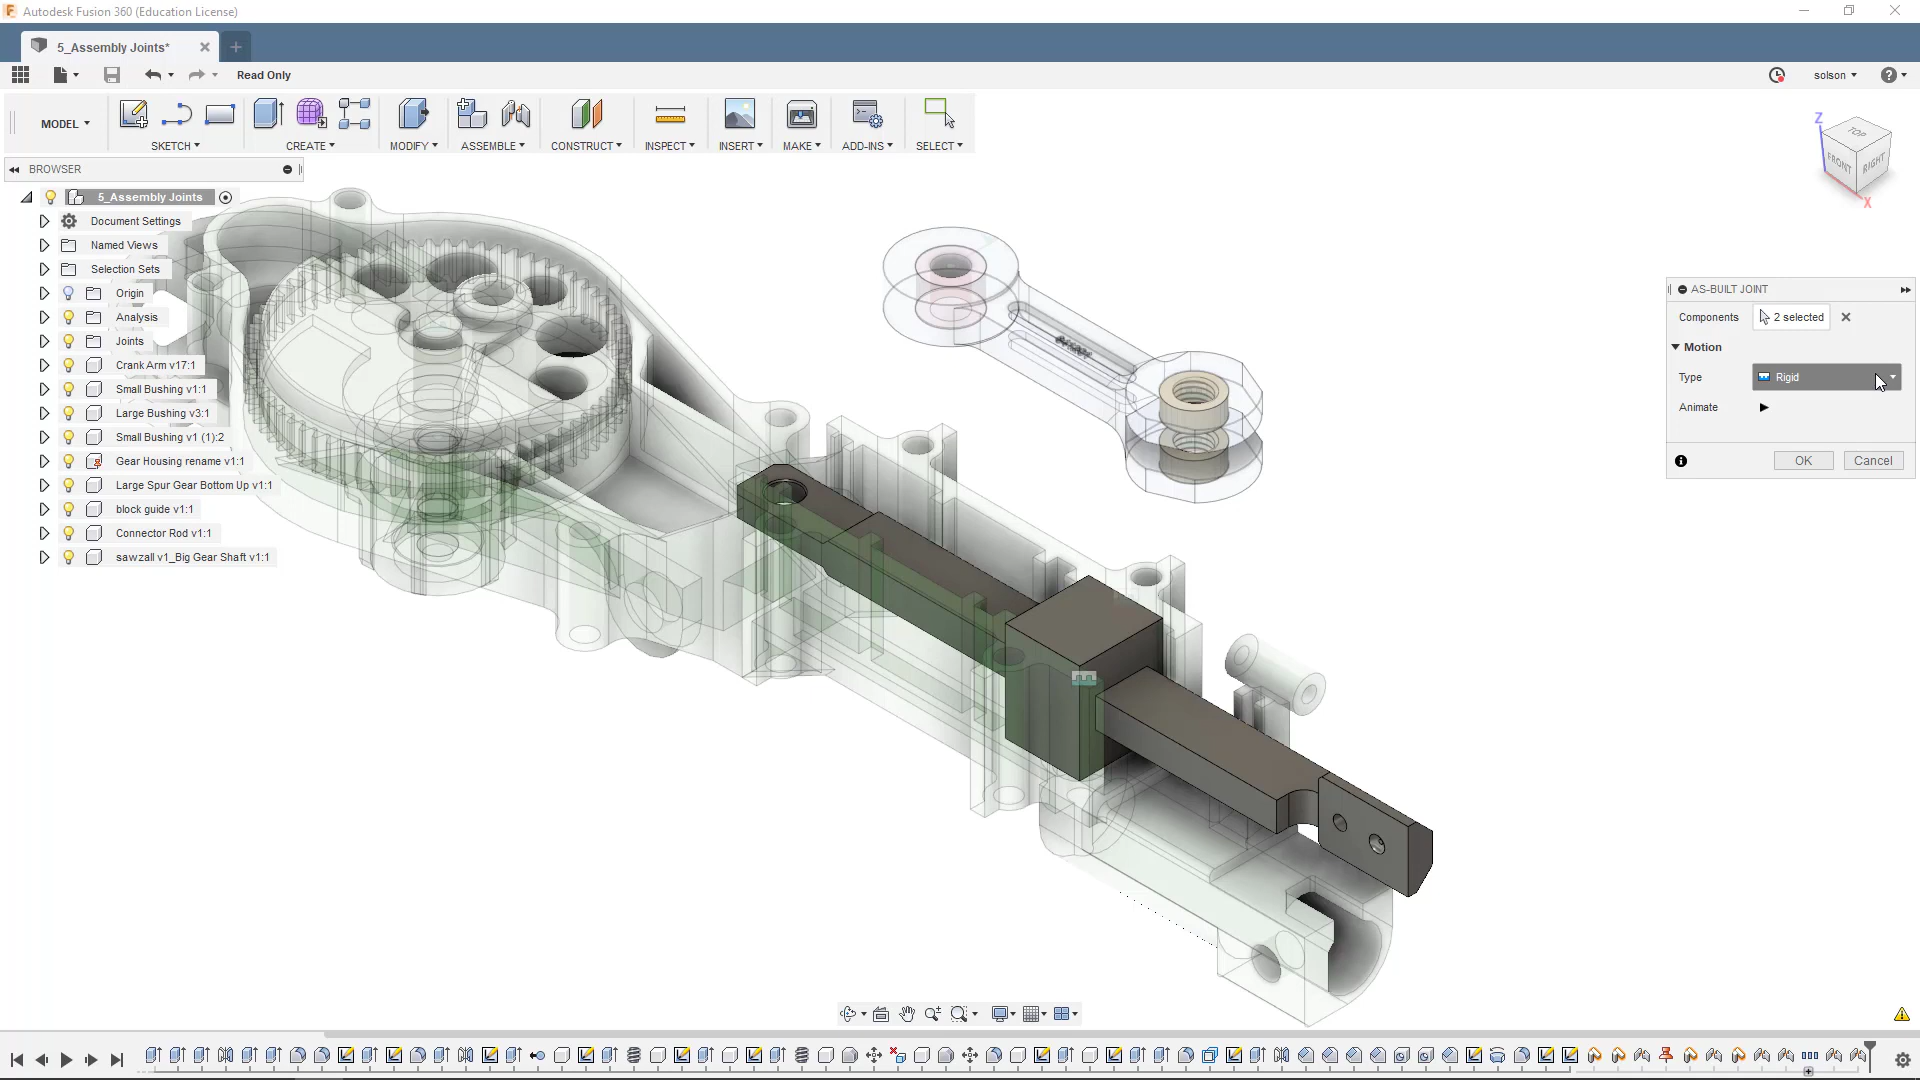 Autodesk Fusion 360 (Education License)
5_Assembly Joints*
Read Only
solson
MODEL
SKETCH
CREATE
MODIFY
ASSEMBLE
CONSTRUCT
INSPECT
INSERT
MAKE
ADD-INS
SELECT
BROWSER
5_Assembly Joints
Document Settings
Named Views
Selection Sets
Origin
Analysis
Joints
Crank Arm v17:1
Small Bushing v1:1
Large Bushing v3:1
Small Bushing v1 (1):2
Gear Housing rename v1:1
Large Spur Gear Bottom Up v1:1
block guide v1:1
Connector Rod v1:1
sawzall v1_Big Gear Shaft v1:1
Z
TOP
FRONT
RIGHT
X
AS-BUILT JOINT
Components
2 selected
Motion
Type
Rigid
Animate
OK
Cancel